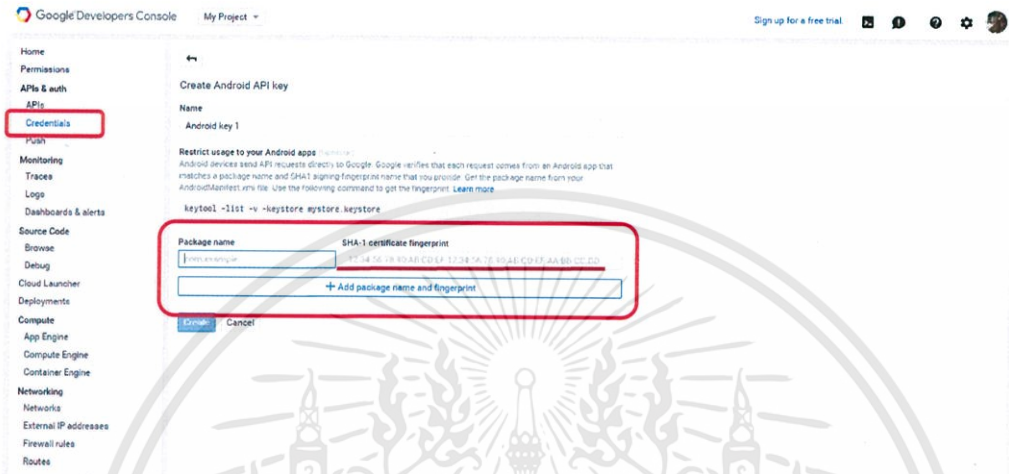 Google Developers Console
My Project
Sign up for a free trial
Home
Permissions
APIs & auth
APIs
Credentials
Push
Monitoring
Traces
Logs
Dashboards & alerts
Source Code
Browse
Debug
Cloud Launcher
Deployments
Compute
App Engine
Compute Engine
Container Engine
Networking
Networks
External IP addresses
Firewall rules
Routes
Create Android API key
Name
Android key 1
Restrict usage to your Android apps
Android devices send API requests directly to Google. Google verifies that each request comes from an Android app that
matches a package name and SHA1 signing-fingerprint name that you provide. Get the package name from your
AndroidManifest.xml file. Use the following command to get the fingerprint. Learn more
keytool -list -v -keystore mystore.keystore
Package name
SHA-1 certificate fingerprint
+ Add package name and fingerprint
Create
Cancel